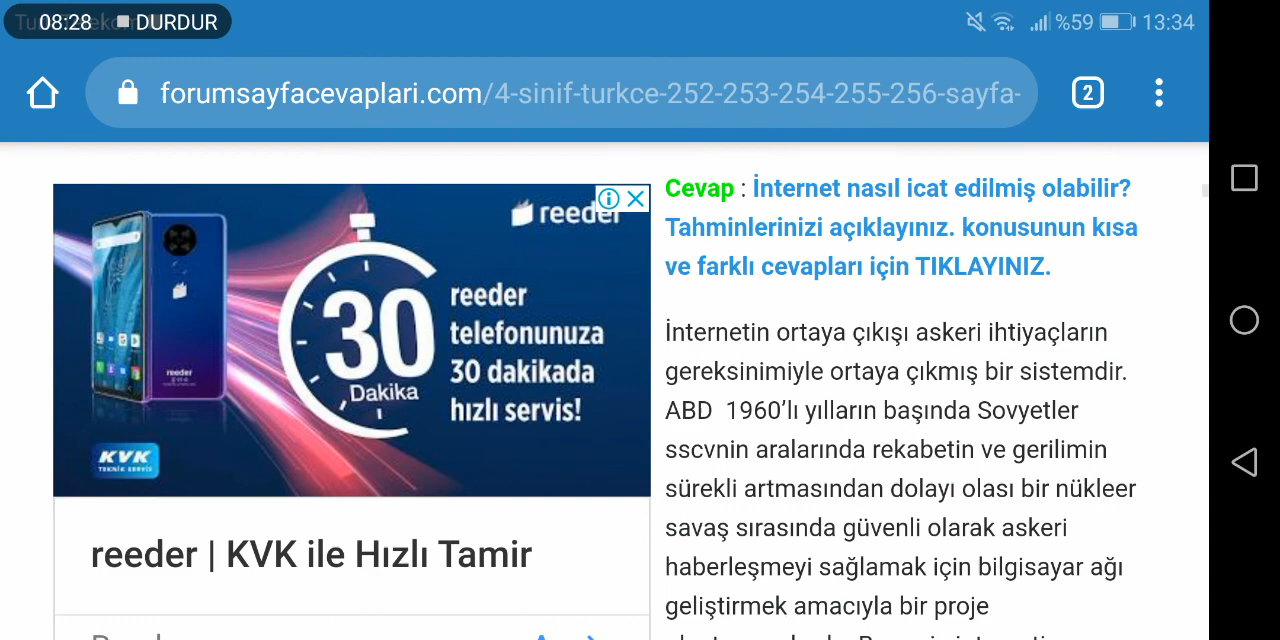 08:28 DURDUR
%59 13:34
forumsayfacevaplari.com/4-sinif-turkce-252-253-254-255-256-sayfa-
2
reeder
30
Dakika
reeder
telefonunuza
30 dakikada
hızlı servis!
reeder
KVK
TEKNİK SERVİS
reeder | KVK ile Hızlı Tamir
Cevap : İnternet nasıl icat edilmiş olabilir?
Tahminlerinizi açıklayınız. konusunun kısa
ve farklı cevapları için TIKLAYINIZ.
İnternetin ortaya çıkışı askeri ihtiyaçların
gereksinimiyle ortaya çıkmış bir sistemdir.
ABD  1960’lı yılların başında Sovyetler
sscvnin aralarında rekabetin ve gerilimin
sürekli artmasından dolayı olası bir nükleer
savaş sırasında güvenli olarak askeri
haberleşmeyi sağlamak için bilgisayar ağı
geliştirmek amacıyla bir proje